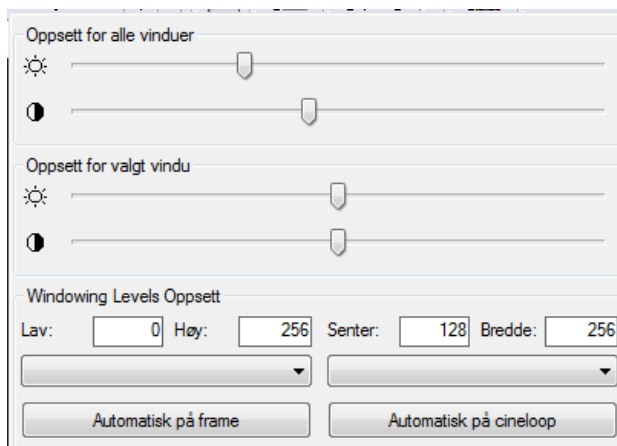 Oppsett for alle vinduer
Oppsett for valgt vindu
Windowing Levels Oppsett
Lav: 0 Høy: 256 Senter: 128 Bredde: 256
Automatisk på frame Automatisk på cineloop